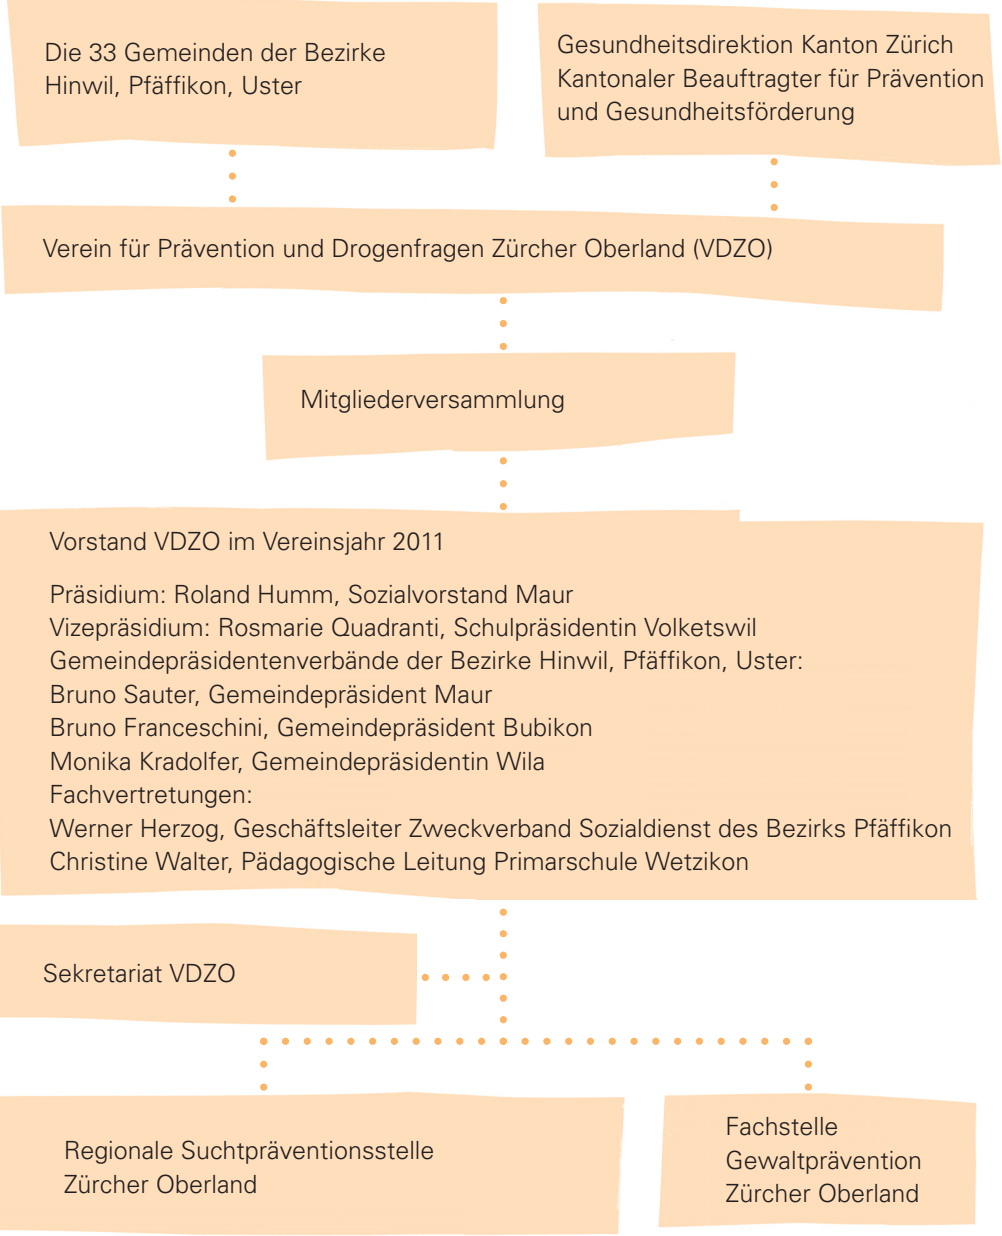 Die 33 Gemeinden der Bezirke
Hinwil, Pfäffikon, Uster
Gesundheitsdirektion Kanton Zürich
Kantonaler Beauftragter für Prävention
und Gesundheitsförderung
Verein für Prävention und Drogenfragen Zürcher Oberland (VDZO)
Mitgliederversammlung
Vorstand VDZO im Vereinsjahr 2011
Präsidium: Roland Humm, Sozialvorstand Maur
Vizepräsidium: Rosmarie Quadranti, Schulpräsidentin Volketswil
Gemeindepräsidentenverbände der Bezirke Hinwil, Pfäffikon, Uster:
Bruno Sauter, Gemeindepräsident Maur
Bruno Franceschini, Gemeindepräsident Bubikon
Monika Kradolfer, Gemeindepräsidentin Wila
Fachvertretungen:
Werner Herzog, Geschäftsleiter Zweckverband Sozialdienst des Bezirks Pfäffikon
Christine Walter, Pädagogische Leitung Primarschule Wetzikon
Sekretariat VDZO
Regionale Suchtpräventionsstelle
Zürcher Oberland
Fachstelle
Gewaltprävention
Zürcher Oberland